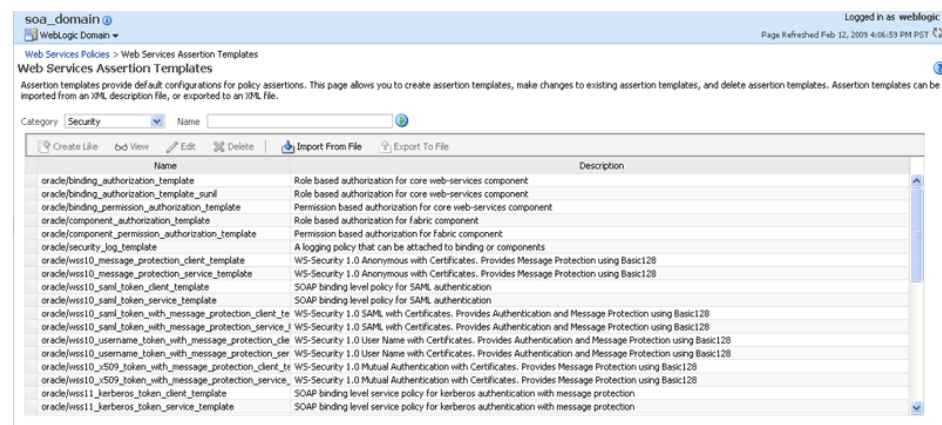 soa_domain
Logged in as weblogic
WebLogic Domain
Page Refreshed Feb 12, 2009 4:06:59 PM PST
Web Services Policies > Web Services Assertion Templates
Web Services Assertion Templates
Assertion templates provide default configurations for policy assertions. This page allows you to create assertion templates, make changes to existing assertion templates, and delete assertion templates. Assertion templates can be
imported from an XML description file, or exported to an XML file.
Category Security Name
Create Like View Edit Delete Import From File Export To File
Name Description
oracle/binding_authorization_template Role based authorization for core web-services component
oracle/binding_authorization_template_sunil Role based authorization for core web-services component
oracle/binding_permission_authorization_template Permission based authorization for core web-services component
oracle/component_authorization_template Role based authorization for fabric component
oracle/component_permission_authorization_template Permission based authorization for fabric component
oracle/security_log_template A logging policy that can be attached to binding or components
oracle/wss10_message_protection_client_template WS-Security 1.0 Anonymous with Certificates. Provides Message Protection using Basic128
oracle/wss10_message_protection_service_template WS-Security 1.0 Anonymous with Certificates. Provides Message Protection using Basic128
oracle/wss10_saml_token_client_template SOAP binding level policy for SAML authentication
oracle/wss10_saml_token_service_template SOAP binding level policy for SAML authentication
oracle/wss10_saml_token_with_message_protection_client_te WS-Security 1.0 SAML with Certificates. Provides Authentication and Message Protection using Basic128
oracle/wss10_saml_token_with_message_protection_service_t WS-Security 1.0 SAML with Certificates. Provides Authentication and Message Protection using Basic128
oracle/wss10_username_token_with_message_protection_clie WS-Security 1.0 User Name with Certificates. Provides Authentication and Message Protection using Basic128
oracle/wss10_username_token_with_message_protection_ser WS-Security 1.0 User Name with Certificates. Provides Authentication and Message Protection using Basic128
oracle/wss10_x509_token_with_message_protection_client_te WS-Security 1.0 Mutual Authentication with Certificates. Provides Message Protection using Basic128
oracle/wss10_x509_token_with_message_protection_service_ WS-Security 1.0 Mutual Authentication with Certificates. Provides Message Protection using Basic128
oracle/wss11_kerberos_token_client_template SOAP binding level service policy for kerberos authentication with message protection
oracle/wss11_kerberos_token_service_template SOAP binding level service policy for kerberos authentication with message protection